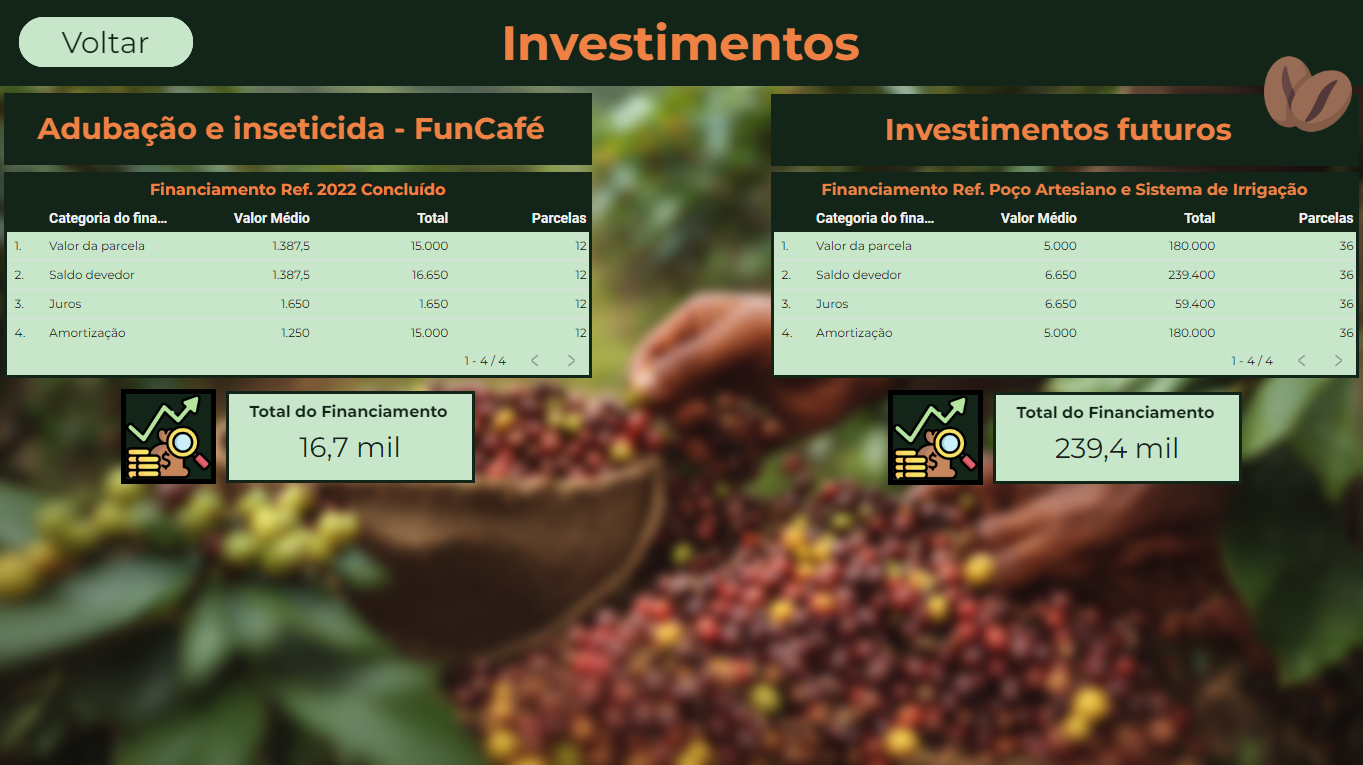 Voltar
Investimentos
Adubação e inseticida - FunCafé
Financiamento Ref. 2022 Concluído
Categoria do fina... Valor Médio Total Parcelas
1. Valor da parcela 1.387,5 15.000 12
2. Saldo devedor 1.387,5 16.650 12
3. Juros 1.650 1.650 12
4. Amortização 1.250 15.000 12
1 - 4 / 4 < >
Total do Financiamento
16,7 mil
Investimentos futuros
Financiamento Ref. Poço Artesiano e Sistema de Irrigação
Categoria do fina... Valor Médio Total Parcelas
1. Valor da parcela 5.000 180.000 36
2. Saldo devedor 6.650 239.400 36
3. Juros 6.650 59.400 36
4. Amortização 5.000 180.000 36
1 - 4 / 4 < >
Total do Financiamento
239,4 mil